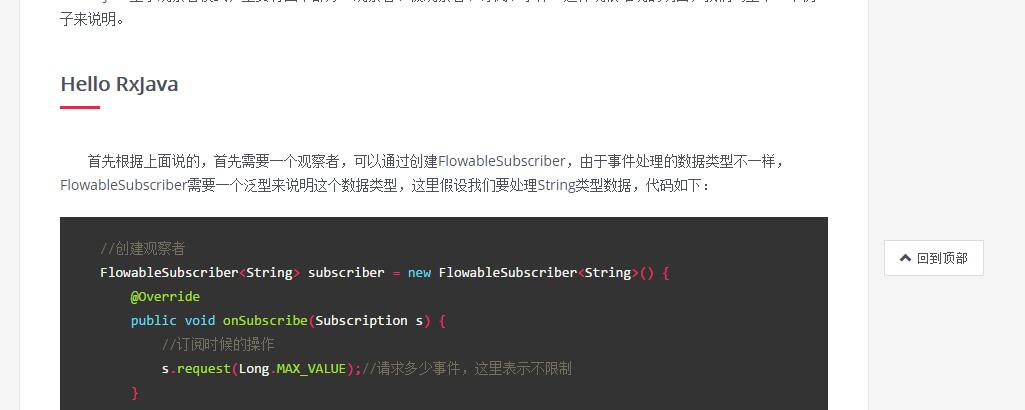 子来说明。
Hello RxJava
首先根据上面说的，首先需要一个观察者，可以通过创建FlowableSubscriber，由于事件处理的数据类型不一样，
FlowableSubscriber需要一个泛型来说明这个数据类型，这里假设我们要处理String类型数据，代码如下：
//创建观察者
FlowableSubscriber<String> subscriber = new FlowableSubscriber<String>() {
@Override
public void onSubscribe(Subscription s) {
//订阅时候的操作
s.request(Long.MAX_VALUE);//请求多少事件，这里表示不限制
}
回到顶部